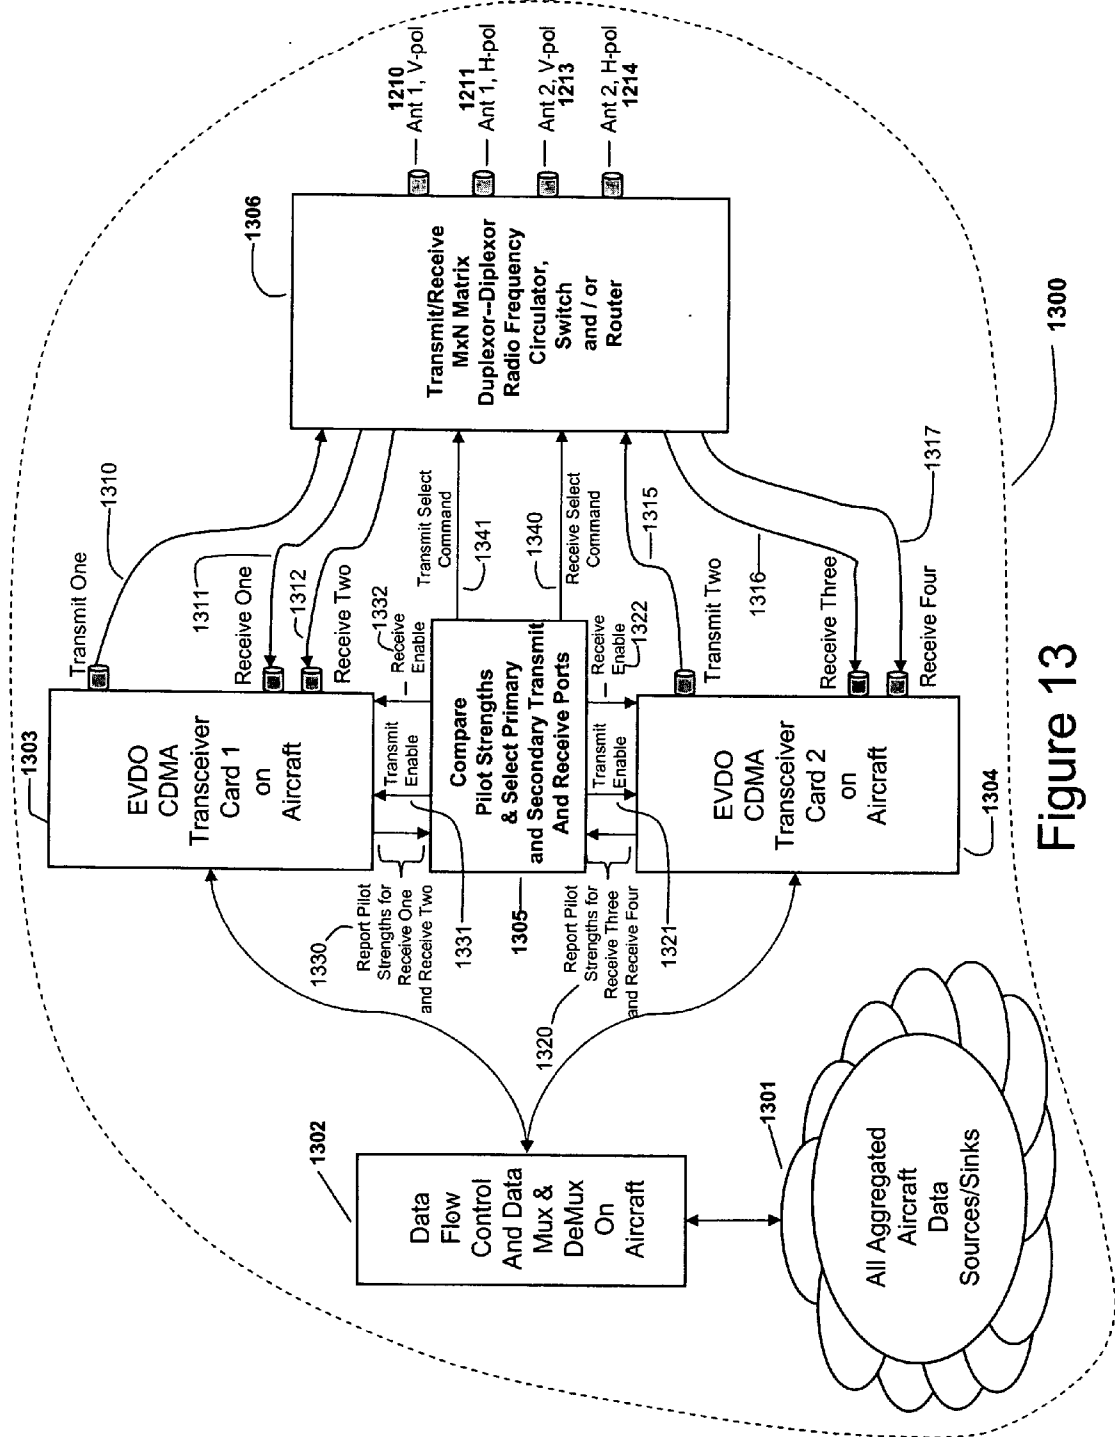 1303
EVDO
CDMA
Transceiver
Card 1
on
Aircraft
Transmit One
1310
1311
Receive One
1312
Receive Two
1306
Transmit/Receive
MxN Matrix
Duplexor--Diplexor
Radio Frequency
Circulator,
Switch
and / or
Router
1210
Ant 1, V-pol
1211
Ant 1, H-pol
Ant 2, V-pol
1213
Ant 2, H-pol
1214
1330
Report Pilot
Strengths for
Receive One
and Receive Two
1331
Transmit
Enable
1332
Receive
Enable
1305
Compare
Pilot Strengths
& Select Primary
and Secondary Transmit
And Receive Ports
Transmit Select
Command
1341
1340
Receive Select
Command
1320
Report Pilot
Strengths for
Receive Three
and Receive Four
1321
Transmit
Enable
Receive
Enable
1322
1302
Data
Flow
Control
And Data
Mux &
DeMux
On
Aircraft
EVDO
CDMA
Transceiver
Card 2
on
Aircraft
1304
Transmit Two
1315
1316
Receive Three
1317
Receive Four
1301
All Aggregated
Aircraft
Data
Sources/Sinks
1300
Figure 13